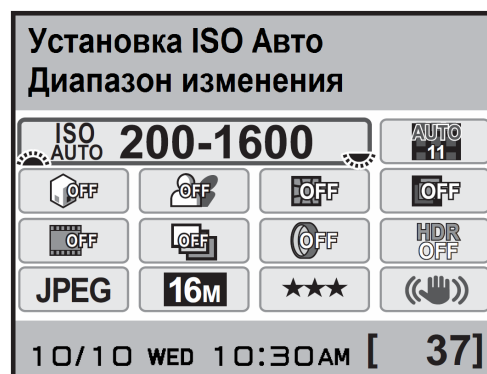 Установка ISO Авто
Диапазон изменения
ISO AUTO 200-1600 AUTO 11
OFF OFF OFF OFF
OFF OFF OFF HDR OFF
JPEG 16M ★★★
10/10 WED 10:30AM [ 37]